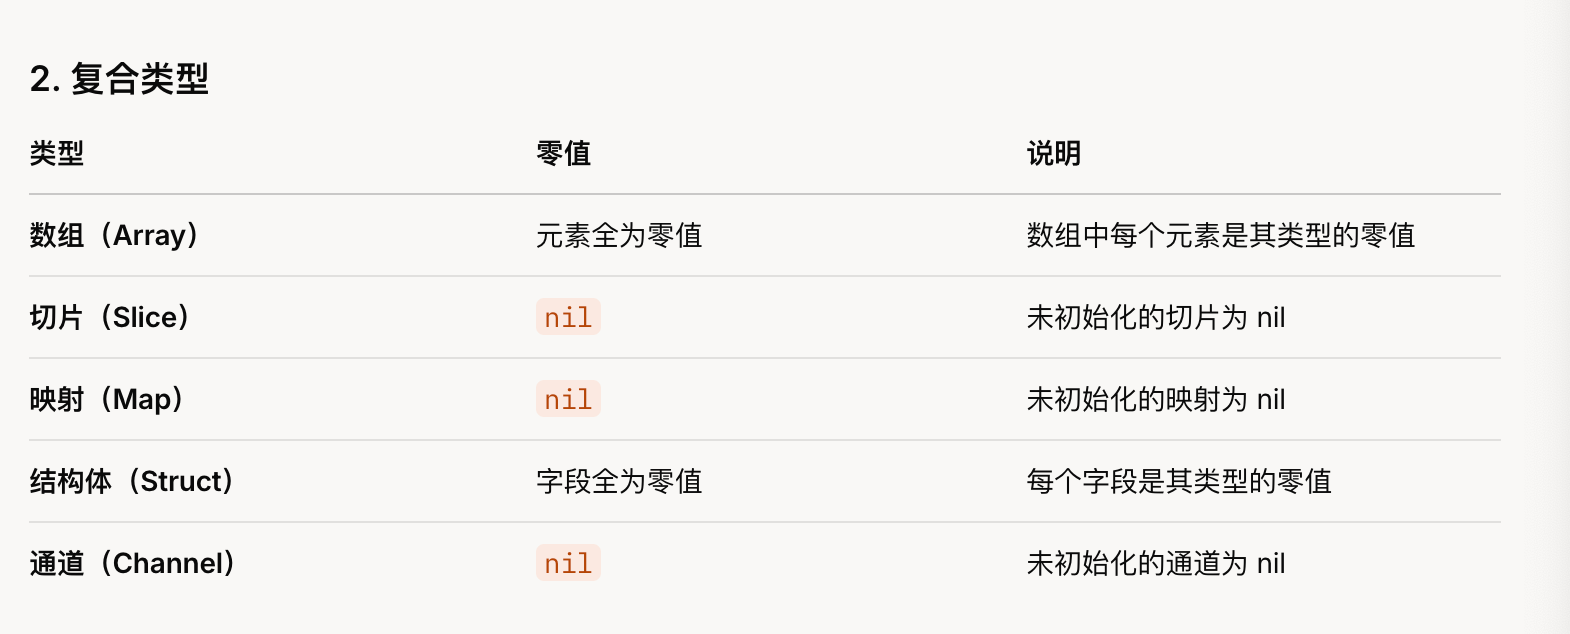 2. 复合类型
类型 零值 说明
数组（Array） 元素全为零值 数组中每个元素是其类型的零值
切片（Slice） nil 未初始化的切片为 nil
映射（Map） nil 未初始化的映射为 nil
结构体（Struct） 字段全为零值 每个字段是其类型的零值
通道（Channel） nil 未初始化的通道为 nil